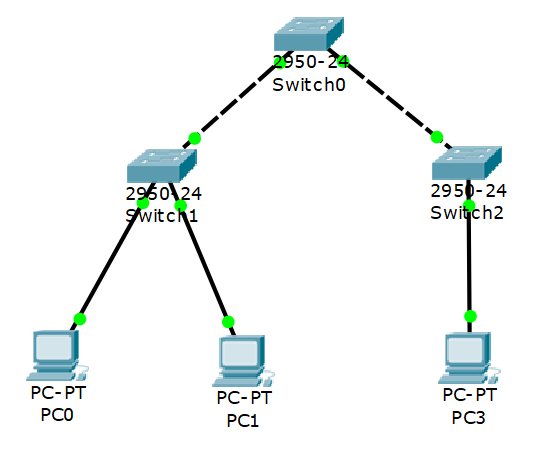 2950-24
Switch0
2950-24
Switch1
2950-24
Switch2
PC-PT
PC0
PC-PT
PC1
PC-PT
PC3